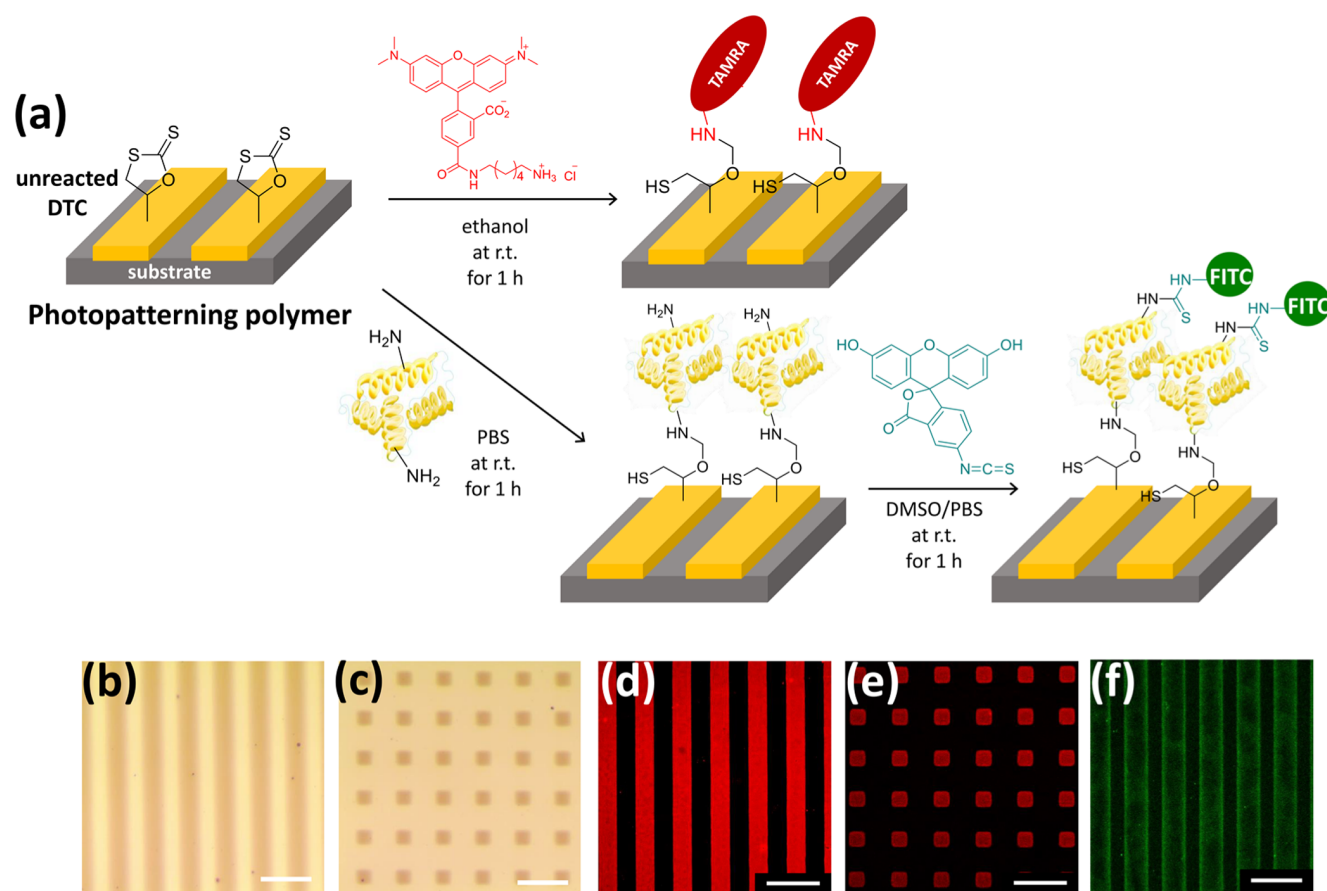 (a)
unreacted
DTC
S
S
O
S
S
O
substrate
Photopatterning polymer
N
O
N+
CO2−
O
N
H
4
NH3+ Cl−
ethanol
at r.t.
for 1 h
TAMRA
TAMRA
HN
HN
HS
O
HS
O
H2N
NH2
PBS
at r.t.
for 1 h
H2N
H2N
HN
HN
HS
O
HS
O
HO
O
OH
O
O
N=C=S
DMSO/PBS
at r.t.
for 1 h
FITC
HN
HN
S
FITC
HN
HN
S
HN
HN
O
HS
O
HS
(b)
(c)
(d)
(e)
(f)